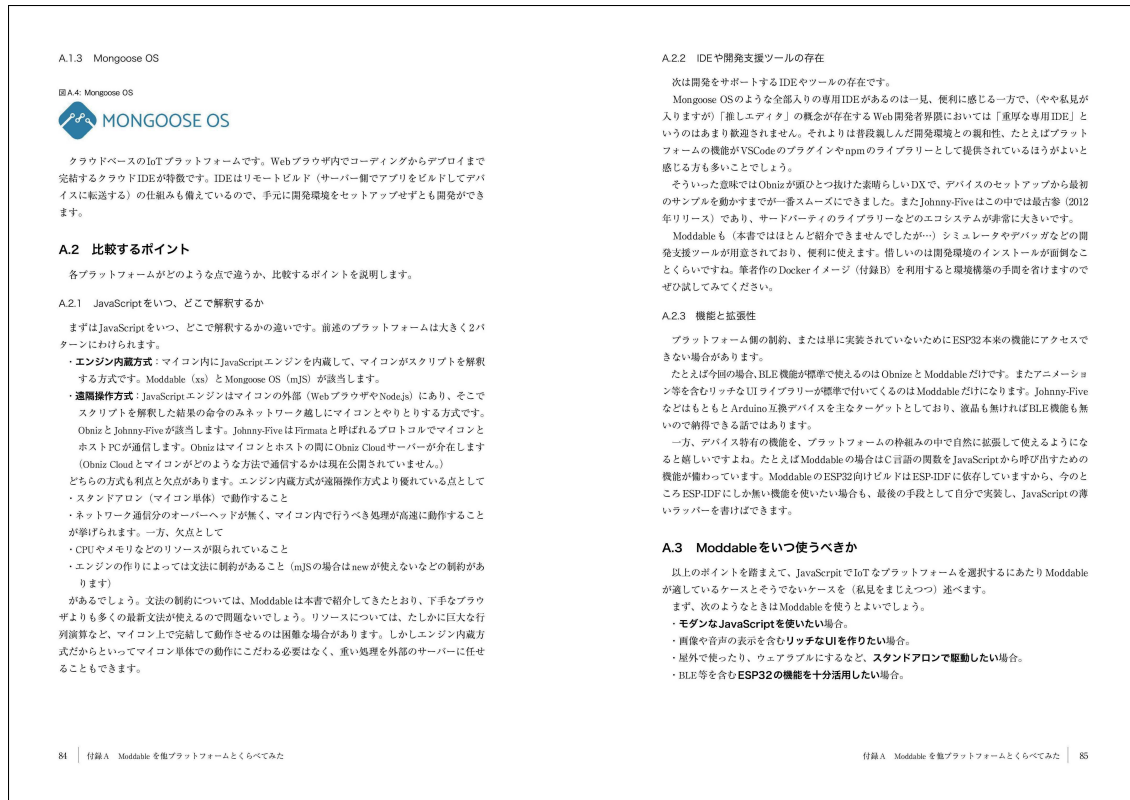 A.1.3 Mongoose OS
図A.4: Mongoose OS
MONGOOSE OS
クラウドベースのIoTプラットフォームです。Webブラウザ内でコーディングからデプロイまで
完結するクラウドIDEが特徴です。IDEはリモートビルド（サーバー側でアプリをビルドしてデバ
イスに転送する）の仕組みも備えているので、手元に開発環境をセットアップせずとも開発ができ
ます。
A.2 比較するポイント
各プラットフォームがどのような点で違うか、比較するポイントを説明します。
A.2.1 JavaScriptをいつ、どこで解釈するか
まずはJavaScriptをいつ、どこで解釈するかの違いです。前述のプラットフォームは大きく2パ
ターンにわけられます。
・エンジン内蔵方式：マイコン内にJavaScriptエンジンを内蔵して、マイコンがスクリプトを解釈
する方式です。Moddable（xs）とMongoose OS（mJS）が該当します。
・遠隔操作方式：JavaScriptエンジンはマイコンの外部（WebブラウザやNode.js）にあり、そこで
スクリプトを解釈した結果の命令のみネットワーク越しにマイコンとやりとりする方式です。
ObnizとJohnny-Fiveが該当します。Johnny-FiveはFirmataと呼ばれるプロトコルでマイコンと
ホストPCが通信します。Obnizはマイコンとホストの間にObniz Cloudサーバーが介在します
（Obniz Cloudとマイコンがどのような方法で通信するかは現在公開されていません。）
どちらの方式も利点と欠点があります。エンジン内蔵方式が遠隔操作方式より優れている点として
・スタンドアロン（マイコン単体）で動作すること
・ネットワーク通信分のオーバーヘッドが無く、マイコン内で行うべき処理が高速に動作すること
が挙げられます。一方、欠点として
・CPUやメモリなどのリソースが限られていること
・エンジンの作りによっては文法に制約があること（mJSの場合はnewが使えないなどの制約があ
ります）
があるでしょう。文法の制約については、Moddableは本書で紹介してきたとおり、下手なブラウ
ザよりも多くの最新文法が使えるので問題ないでしょう。リソースについては、たしかに巨大な行
列演算など、マイコン上で完結して動作させるのは困難な場合があります。しかしエンジン内蔵方
式だからといってマイコン単体での動作にこだわる必要はなく、重い処理を外部のサーバーに任せ
ることもできます。
84 付録A Moddable を他プラットフォームとくらべてみた
A.2.2 IDEや開発支援ツールの存在
次は開発をサポートするIDEやツールの存在です。
Mongoose OSのような全部入りの専用IDEがあるのは一見、便利に感じる一方で、（やや私見が
入りますが）「推しエディタ」の概念が存在するWeb開発者界隈においては「重厚な専用IDE」と
いうのはあまり歓迎されません。それよりは普段親しんだ開発環境との親和性、たとえばプラット
フォームの機能がVSCodeのプラグインやnpmのライブラリーとして提供されているほうがよいと
感じる方も多いことでしょう。
そういった意味ではObnizが頭ひとつ抜けた素晴らしいDXで、デバイスのセットアップから最初
のサンプルを動かすまでが一番スムーズにできました。またJohnny-Fiveはこの中では最古参（2012
年リリース）であり、サードパーティのライブラリーなどのエコシステムが非常に大きいです。
Moddableも（本書ではほとんど紹介できませんでしたが…）シミュレータやデバッガなどの開
発支援ツールが用意されており、便利に使えます。惜しいのは開発環境のインストールが面倒なこ
とくらいですね。筆者作のDockerイメージ（付録B）を利用すると環境構築の手間を省けますので
ぜひ試してみてください。
A.2.3 機能と拡張性
プラットフォーム側の制約、または単に実装されていないためにESP32本来の機能にアクセスで
きない場合があります。
たとえば今回の場合、BLE機能が標準で使えるのはObnizeとModdableだけです。またアニメーショ
ン等を含むリッチなUIライブラリーが標準で付いてくるのはModdableだけになります。Johnny-Five
などはもともとArduino互換デバイスを主なターゲットとしており、液晶も無ければBLE機能も無
いので納得できる話ではあります。
一方、デバイス特有の機能を、プラットフォームの枠組みの中で自然に拡張して使えるようにな
ると嬉しいですよね。たとえばModdableの場合はC言語の関数をJavaScriptから呼び出すための
機能が備わっています。ModdableのESP32向けビルドはESP-IDFに依存していますから、今のと
ころESP-IDFにしか無い機能を使いたい場合も、最後の手段として自分で実装し、JavaScriptの薄
いラッパーを書けばできます。
A.3 Moddableをいつ使うべきか
以上のポイントを踏まえて、JavaScrpitでIoTなプラットフォームを選択するにあたりModdable
が適しているケースとそうでないケースを（私見をまじえつつ）述べます。
まず、次のようなときはModdableを使うとよいでしょう。
・モダンなJavaScriptを使いたい場合。
・画像や音声の表示を含むリッチなUIを作りたい場合。
・屋外で使ったり、ウェアラブルにするなど、スタンドアロンで駆動したい場合。
・BLE等を含むESP32の機能を十分活用したい場合。
付録A Moddable を他プラットフォームとくらべてみた 85